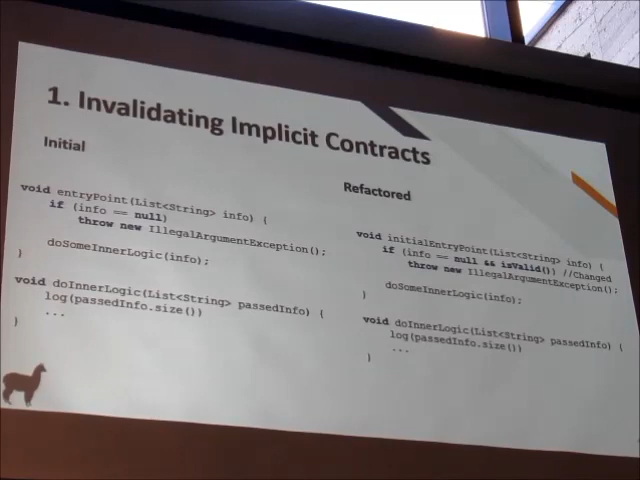 1. Invalidating Implicit Contracts
Initial
void entryPoint(List<String> info) {
if (info == null)
throw new IllegalArgumentException();
doSomeInnerLogic(info);
}
void doInnerLogic(List<String> passedInfo) {
log(passedInfo.size())
...
}
Refactored
void initialEntryPoint(List<String> info) {
if (info == null && isValid()) //Changed
throw new IllegalArgumentException();
doSomeInnerLogic(info);
}
void doInnerLogic(List<String> passedInfo) {
log(passedInfo.size())
...
}